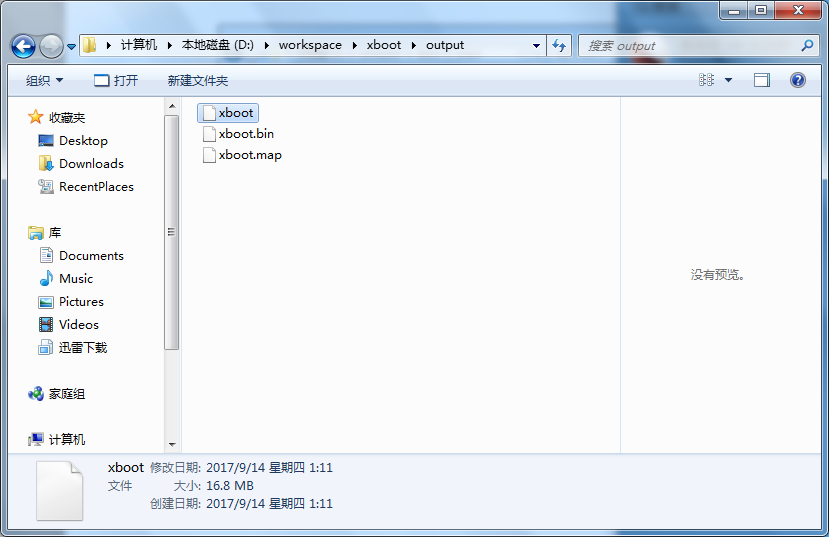 计算机 本地磁盘 (D:) workspace xboot output
搜索 output
组织 打开 新建文件夹
收藏夹
Desktop
Downloads
RecentPlaces
库
Documents
Music
Pictures
Videos
迅雷下载
家庭组
计算机
xboot
xboot.bin
xboot.map
没有预览。
xboot 修改日期: 2017/9/14 星期四 1:11
文件 大小: 16.8 MB
创建日期: 2017/9/14 星期四 1:11